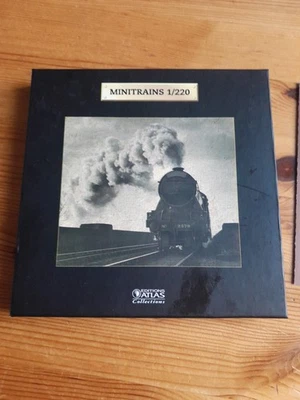 MINITRAINS 1/220
EDITIONS
ATLAS
Collections